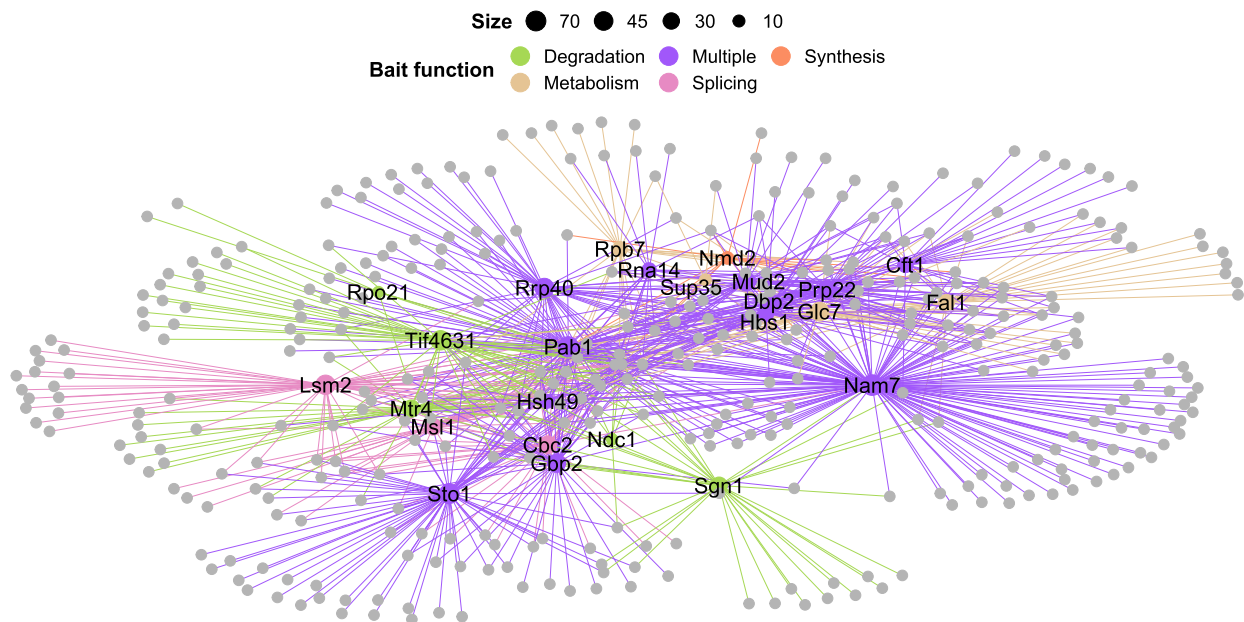 Size 70 45 30 10
Degradation Multiple Synthesis
Bait function
Metabolism Splicing
Rpb7
Nmd2
Cft1
Rna14
Mud2
Rpo21
Rrp40
Sup35
Prp22
Dbp2
Fal1
Glc7
Hbs1
Tif4631
Pab1
Lsm2
Nam7
Hsh49
Mtr4
Msl1
Ndc1
Cbc2
Gbp2
Sgn1
Sto1